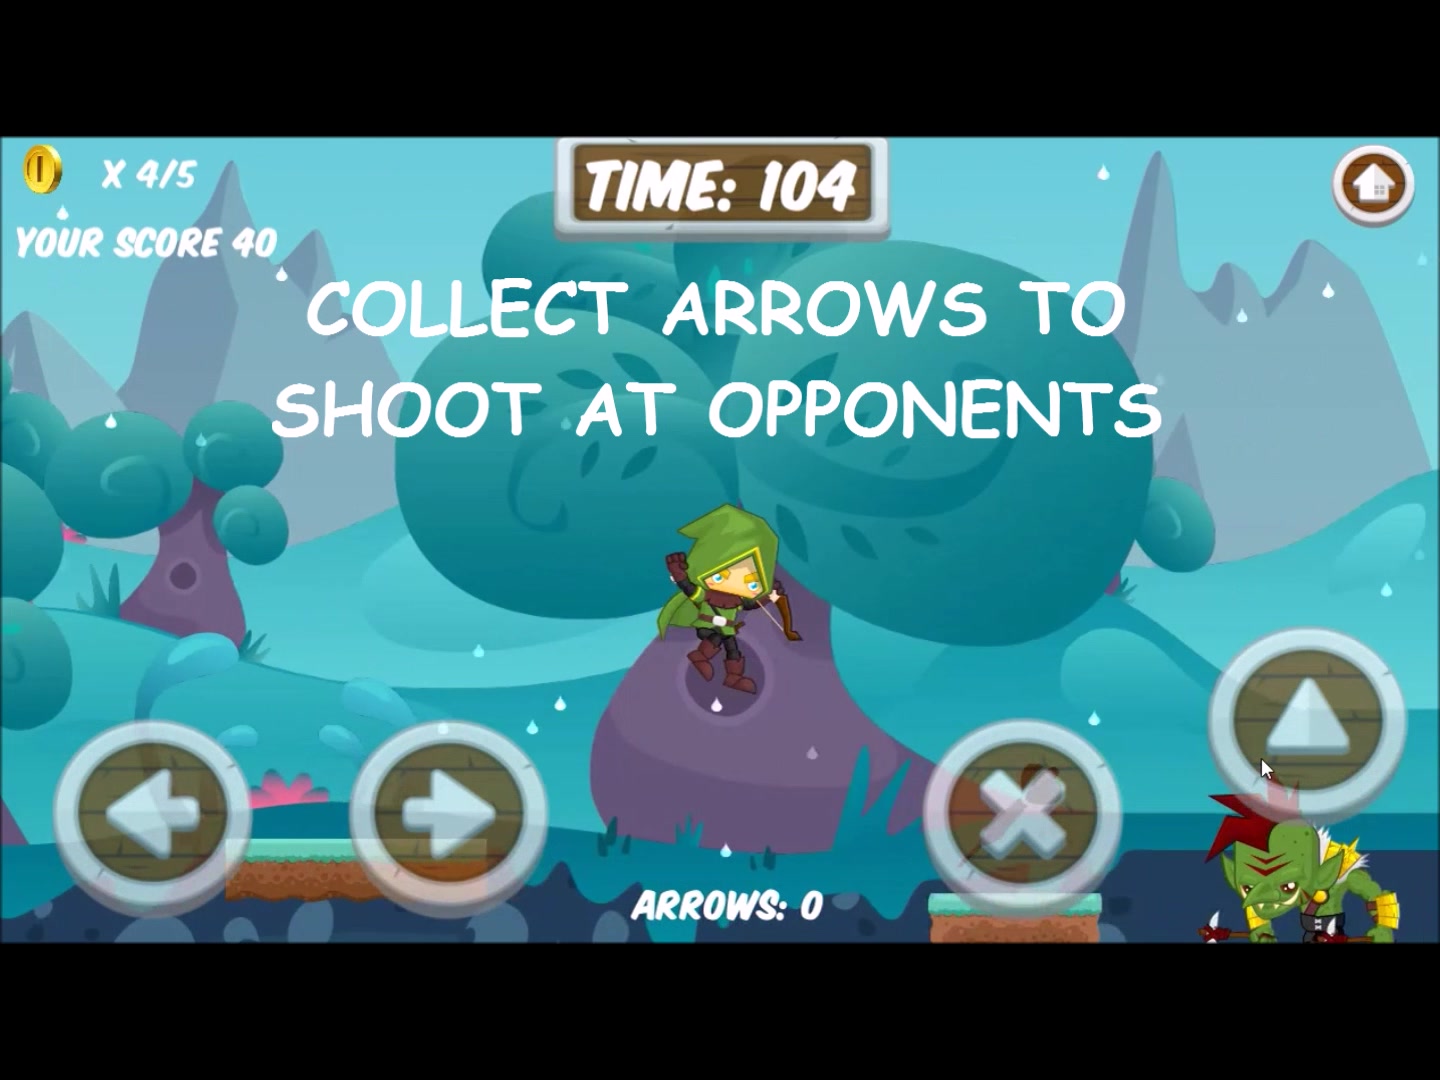 X 4/5
TIME: 104
YOUR SCORE 40
COLLECT ARROWS TO
SHOOT AT OPPONENTS
ARROWS: 0